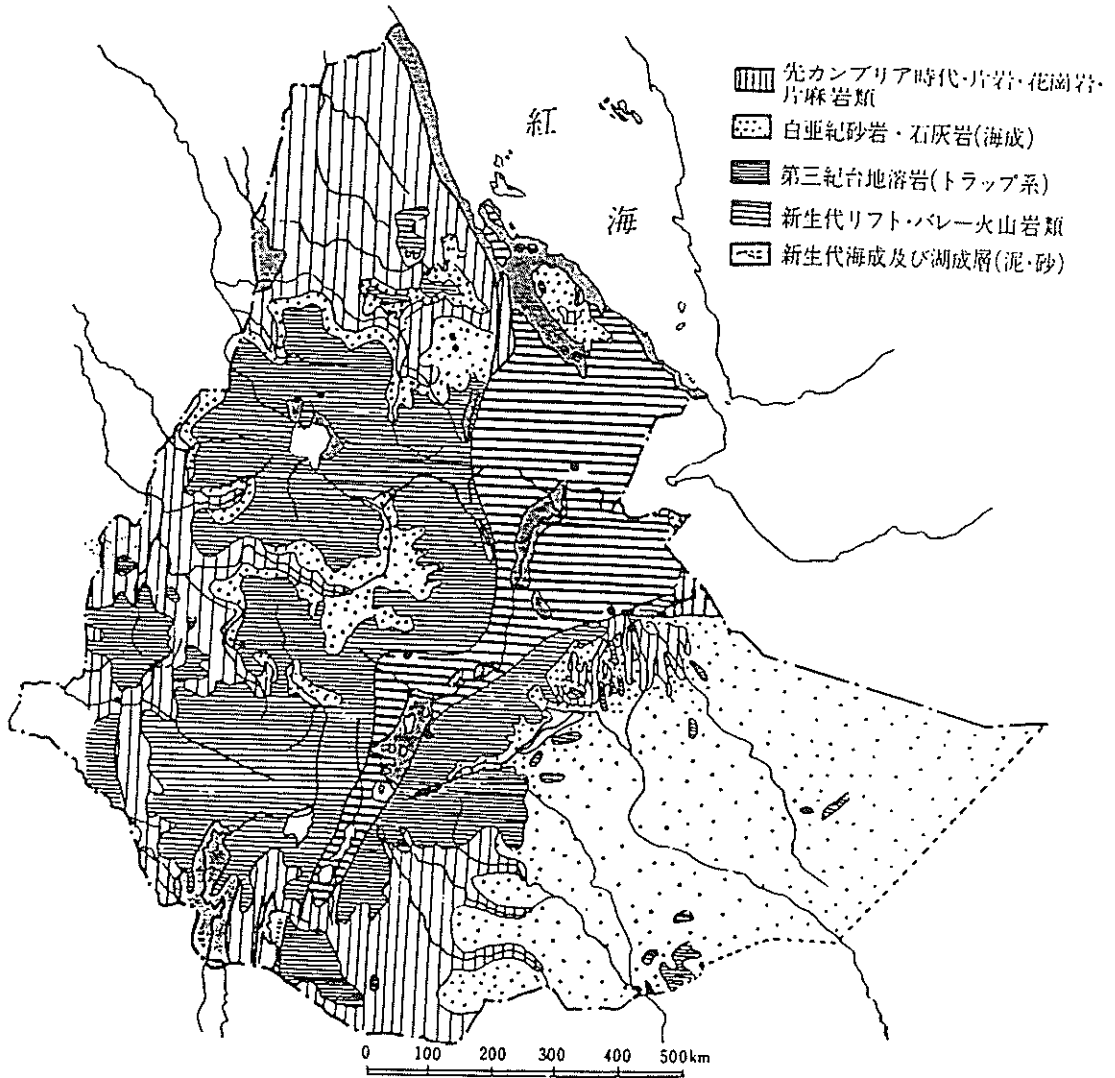 先カンブリア時代・片岩・花崗岩・
片麻岩類
白亜紀砂岩・石灰岩(海成)
第三紀台地溶岩(トラップ系)
新生代リフト・バレー火山岩類
新生代海成及び湖成層(泥・砂)
紅
海
0 100 200 300 400 500km